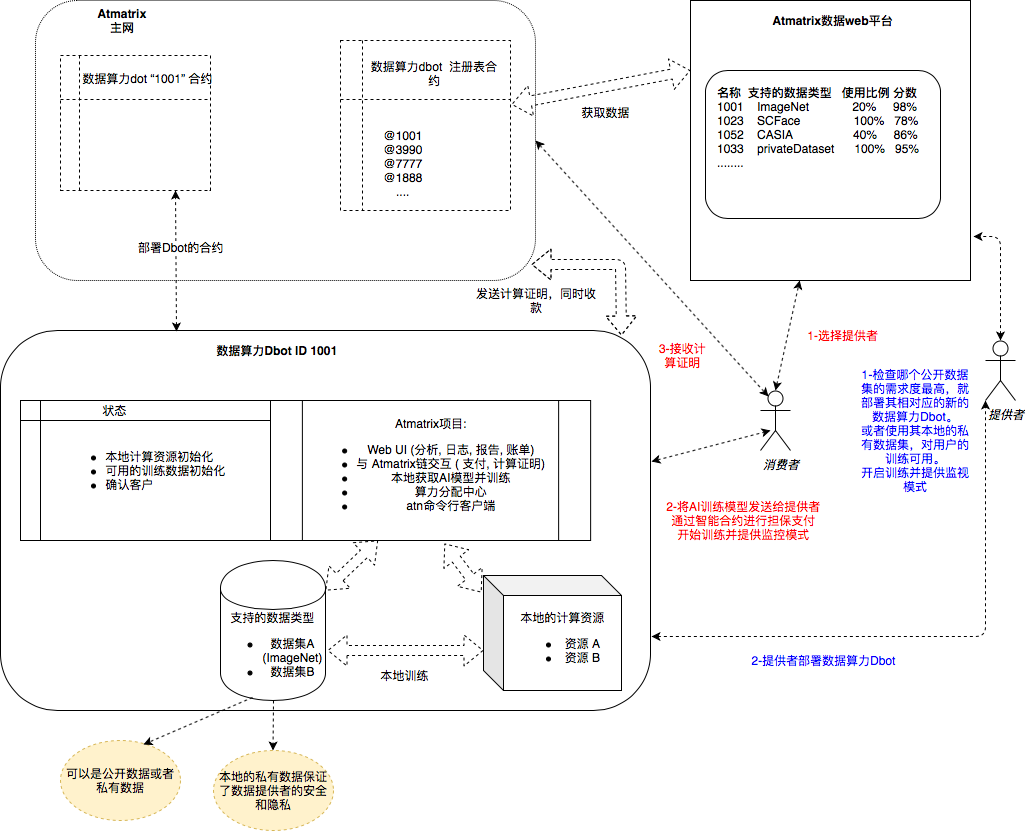 Atmatrix
主网
数据算力dot “1001” 合约
数据算力dbot 注册表合
约
@1001
@3990
@7777
@1888
....
获取数据
Atmatrix数据web平台
名称 支持的数据类型 使用比例 分数
1001 ImageNet 20% 98%
1023 SCFace 100% 78%
1052 CASIA 40% 86%
1033 privateDataset 100% 95%
........
部署Dbot的合约
发送计算证明，同时收
款
数据算力Dbot ID 1001
状态
本地计算资源初始化
可用的训练数据初始化
确认客户
Atmatrix项目:
Web UI (分析, 日志, 报告, 账单)
与 Atmatrix链交互 ( 支付, 计算证明)
本地获取AI模型并训练
算力分配中心
atn命令行客户端
支持的数据类型
数据集A
(ImageNet)
数据集B
本地训练
本地的计算资源
资源 A
资源 B
可以是公开数据或者
私有数据
本地的私有数据保证
了数据提供者的安全
和隐私
3-接收计
算证明
1-选择提供者
消费者
2-将AI训练模型发送给提供者
通过智能合约进行担保支付
开始训练并提供监控模式
1-检查哪个公开数据
集的需求度最高，就
部署其相对应的新的
数据算力Dbot。
或者使用其本地的私
有数据集，对用户的
训练可用。
开启训练并提供监视
模式
提供者
2-提供者部署数据算力Dbot